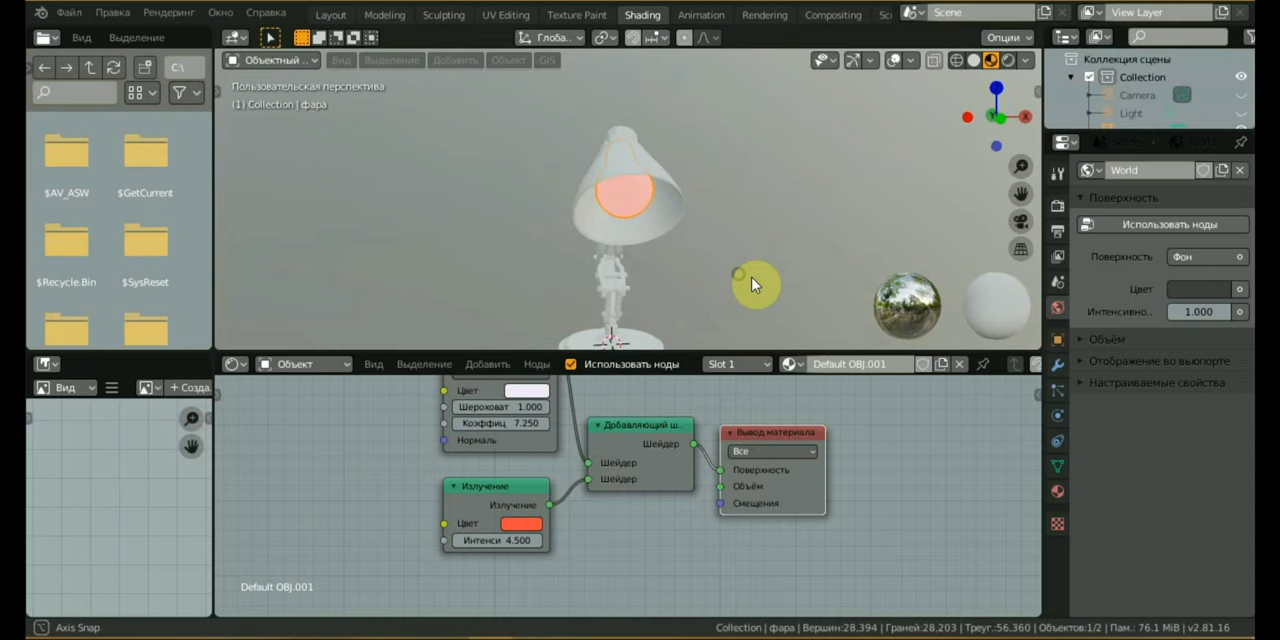 Файл Правка Рендеринг Окно Справка Layout Modeling Sculpting UV Editing Texture Paint Shading Animation Rendering Compositing Sc Scene View Layer
Вид Выделение Глоба.. Опции
C:\ Объектный .. Вид Выделение Добавить Объект GIS
Коллекция сцены
Пользовательская перспектива
Collection
(1) Collection | фара
Camera
Light
World
$AV_ASW $GetCurrent
Поверхность
Использовать ноды
Поверхность Фон
$Recycle.Bin $SysReset
Цвет
Интенсивно.. 1.000
Объём
Отображение во вьюпорте
Настраиваемые свойства
Объект Вид Выделение Добавить Ноды Использовать ноды Slot 1 Default OBJ.001
Вид + Созда.
Цвет
Шероховат 1.000
Коэффиц 7.250
Нормаль
Добавляющий ш..
Шейдер
Шейдер
Шейдер
Вывод материала
Все
Поверхность
Объём
Смещения
Излучение
Излучение
Цвет
Интенси 4.500
Default OBJ.001
Axis Snap
Collection | фара | Вершин:28,394 | Граней:28,203 | Треуг.:56,360 | Объектов:1/2 | Пам.: 76.1 MiB | v2.81.16